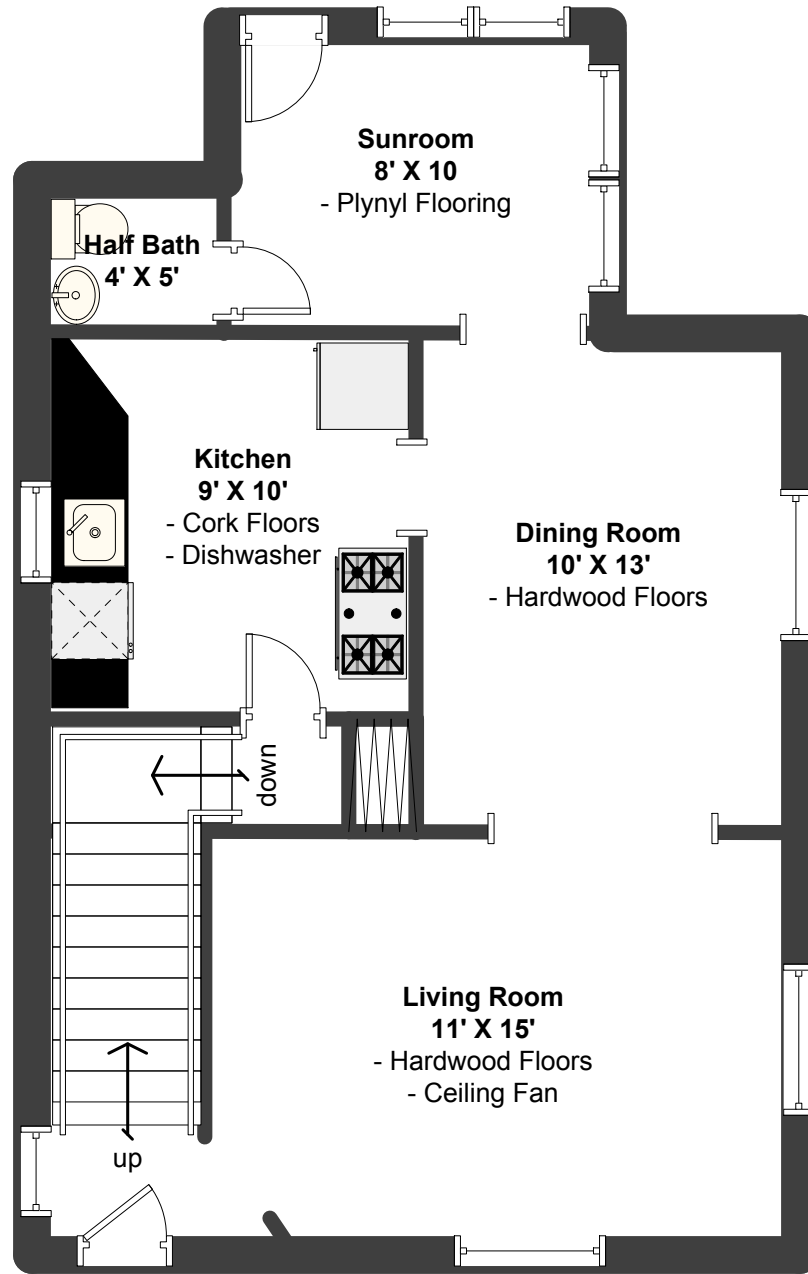 Sunroom
8' X 10
- Plynyl Flooring
Half Bath
4' X 5'
Kitchen
9' X 10'
- Cork Floors
- Dishwasher
Dining Room
10' X 13'
- Hardwood Floors
down
Living Room
11' X 15'
- Hardwood Floors
- Ceiling Fan
up